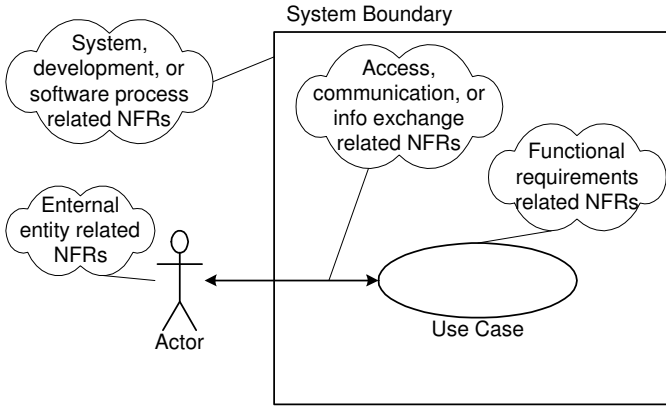 System Boundary
System,
development, or
software process
related NFRs
Access,
communication, or
info exchange
related NFRs
Functional
requirements
related NFRs
Enternal
entity related
NFRs
Use Case
Actor